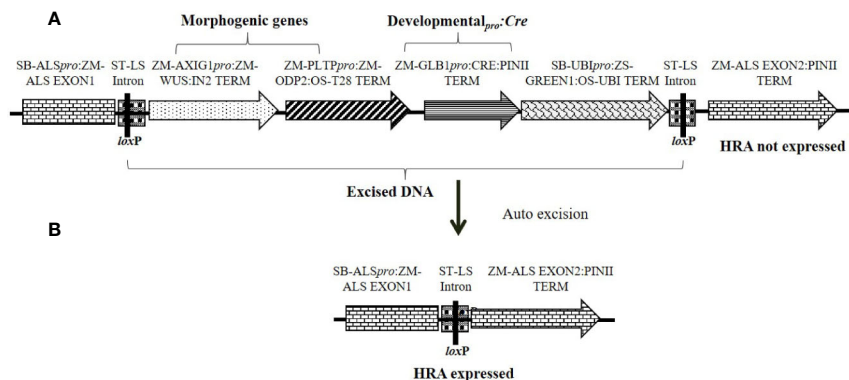 A
Morphogenic genes
Developmentalpro:Cre
SB-ALSpro:ZM-
ALS EXON1
ST-LS
Intron
ZM-AXIG1pro:ZM-
WUS:IN2 TERM
ZM-PLTPpro:ZM-
ODP2:OS-T28 TERM
ZM-GLB1pro:CRE:PINII
TERM
SB-UBIpro:ZS-
GREEN1:OS-UBI TERM
ST-LS
Intron
ZM-ALS EXON2:PINII
TERM
loxP
loxP
HRA not expressed
Excised DNA
B
Auto excision
SB-ALSpro:ZM-
ALS EXON1
ST-LS
Intron
ZM-ALS EXON2:PINII
TERM
loxP
HRA expressed